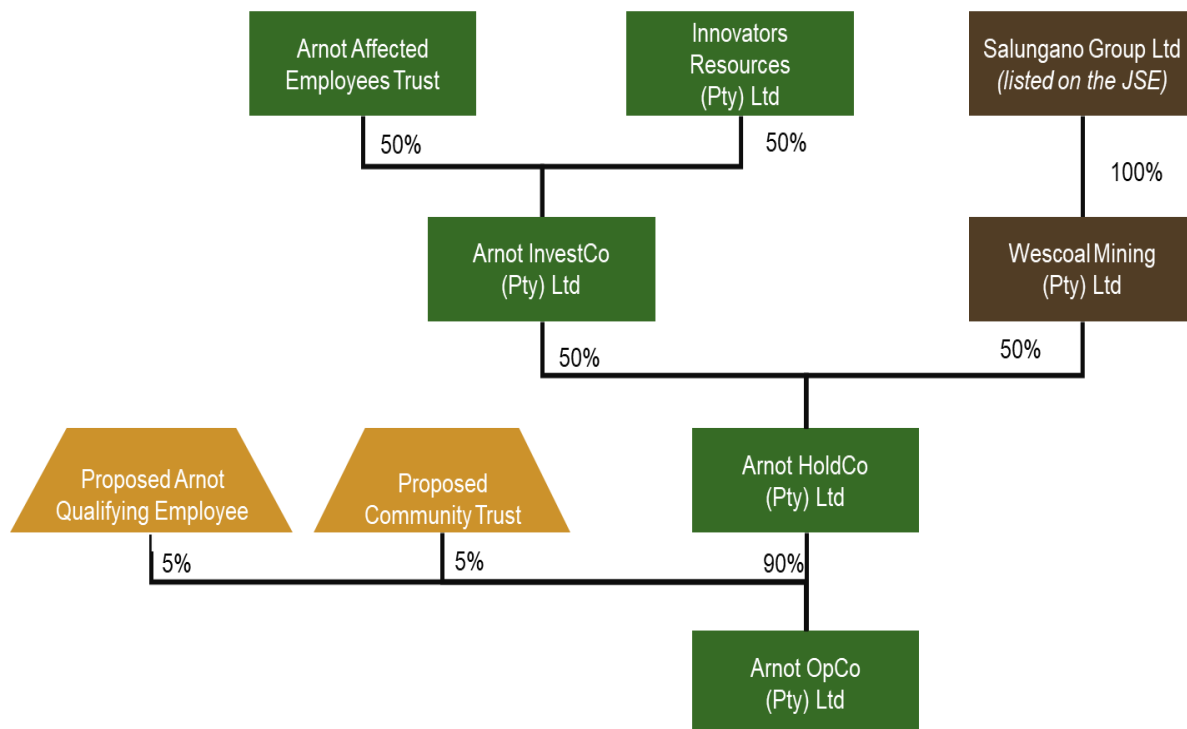 Arnot Affected
Employees Trust
Innovators
Resources
(Pty) Ltd
Salungano Group Ltd
(listed on the JSE)
50%
50%
100%
Arnot InvestCo
(Pty) Ltd
Wescoal Mining
(Pty) Ltd
50%
50%
Proposed Arnot
Qualifying Employee
Proposed
Community Trust
Arnot HoldCo
(Pty) Ltd
5%
5%
90%
Arnot OpCo
(Pty) Ltd